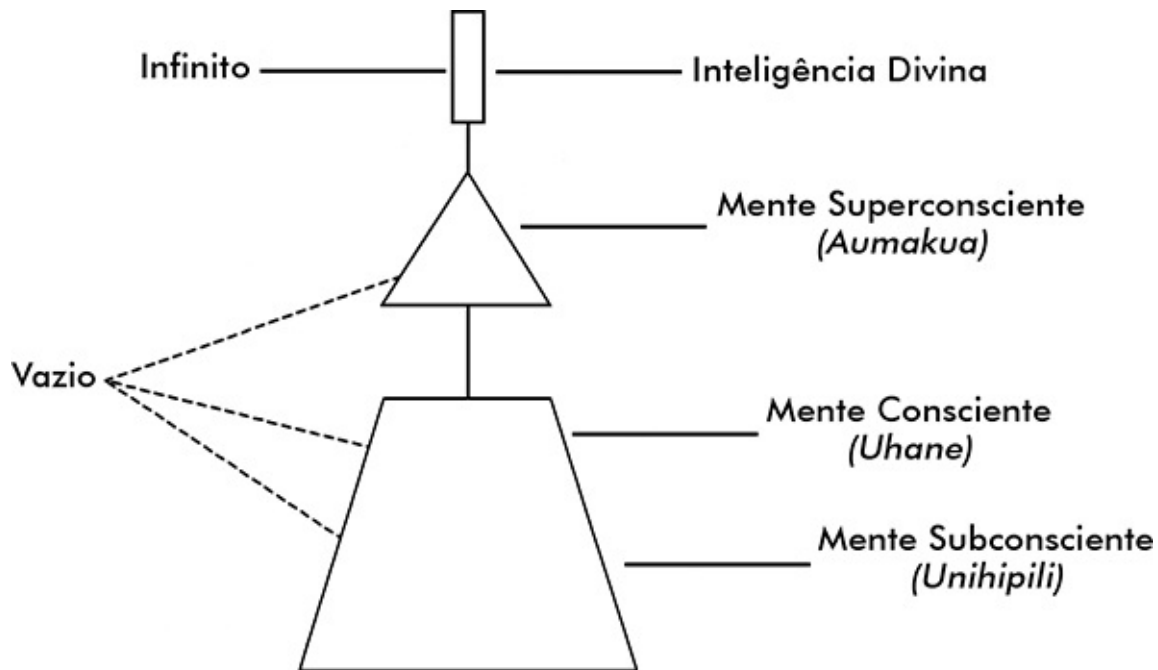 Infinito
Inteligência Divina
Mente Superconsciente
(Aumakua)
Vazio
Mente Consciente
(Uhane)
Mente Subconsciente
(Unihipili)